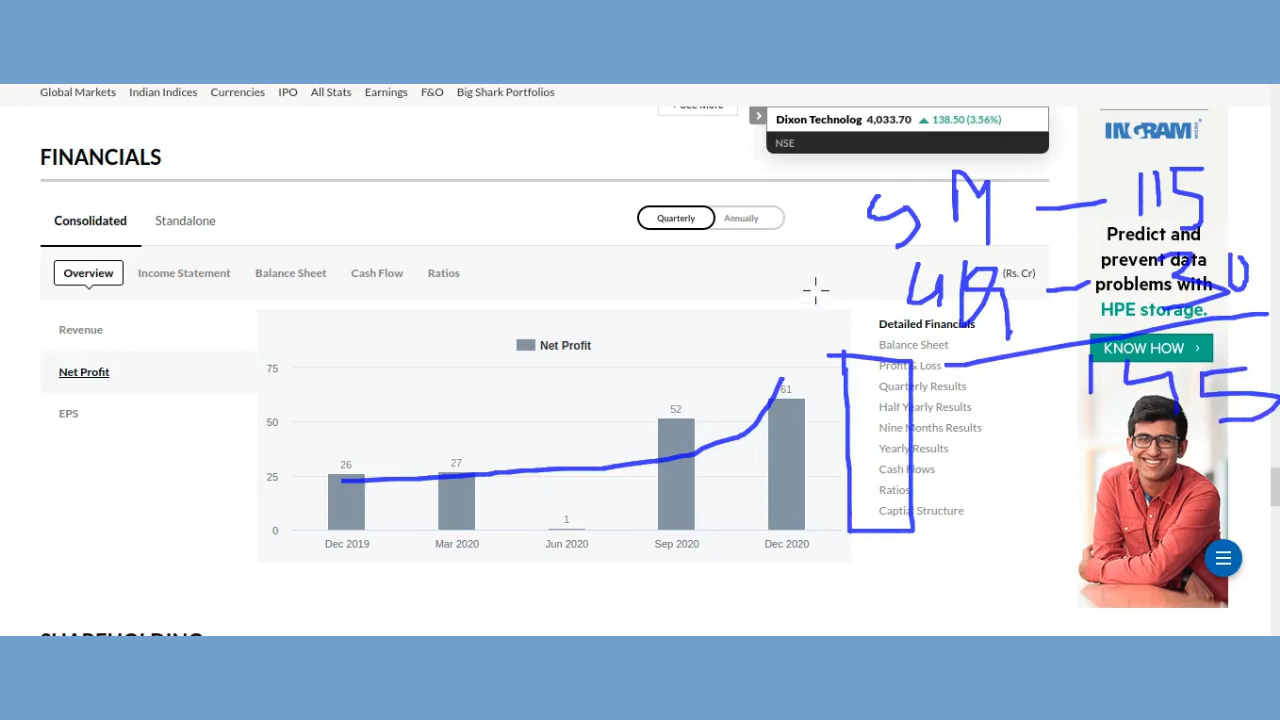 Global Markets Indian Indices Currencies IPO All Stats Earnings F&O Big Shark Portfolios
Dixon Technolog 4,033.70 138.50 (3.56%)
NSE
FINANCIALS
Consolidated Standalone
Quarterly Annually
Overview Income Statement Balance Sheet Cash Flow Ratios
(Rs. Cr)
Revenue
Net Profit
EPS
Net Profit
75
50
25
0
26
27
1
52
61
Dec 2019 Mar 2020 Jun 2020 Sep 2020 Dec 2020
Detailed Financials
Balance Sheet
Profit & Loss
Quarterly Results
Half Yearly Results
Nine Months Results
Yearly Results
Cash Flows
Ratios
Captial Structure
9 M - 115
4Q - 30
145
INGRAM
Predict and
prevent data
problems with
HPE storage.
KNOW HOW